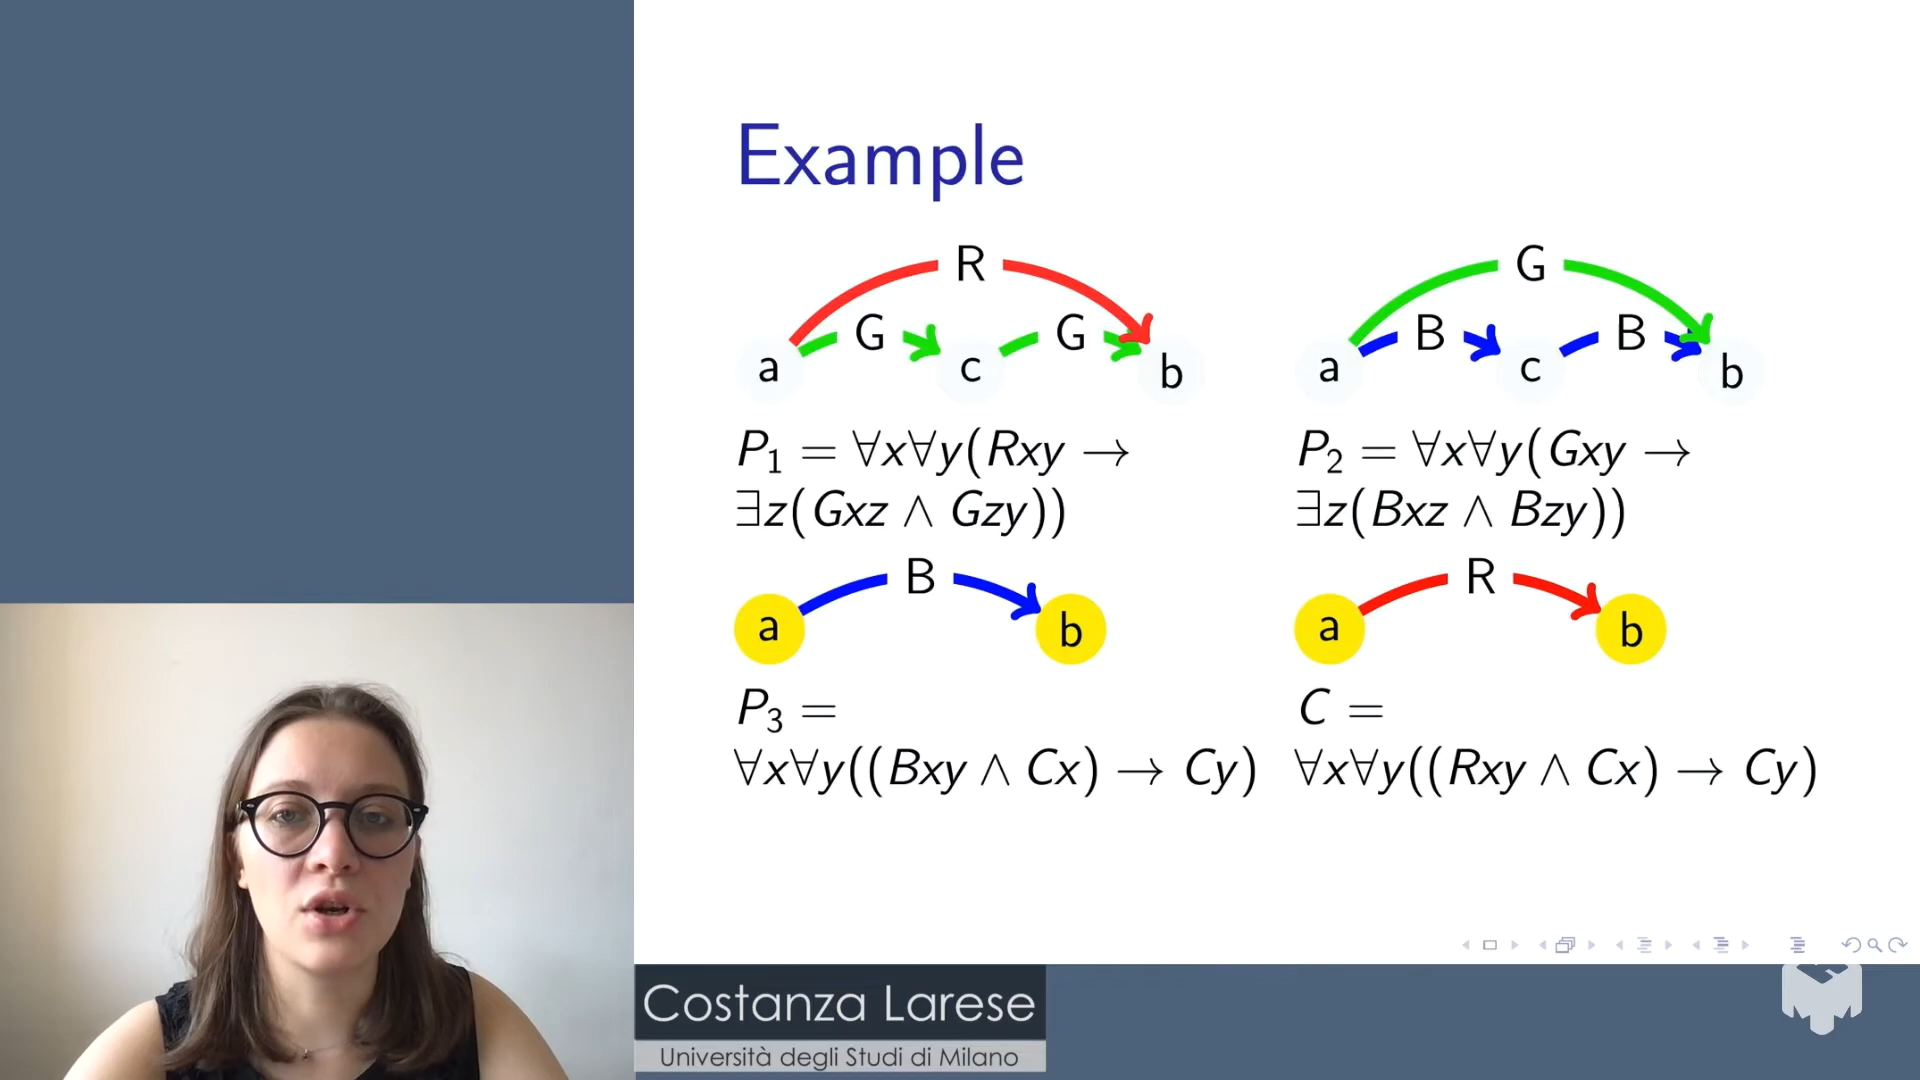 Example
R
G G
a c b
P₁ = ∀x∀y(Rxy →
∃z(Gxz ∧ Gzy))
G
B B
a c b
P₂ = ∀x∀y(Gxy →
∃z(Bxz ∧ Bzy))
B
a b
P₃ =
∀x∀y((Bxy ∧ Cx) → Cy)
R
a b
C =
∀x∀y((Rxy ∧ Cx) → Cy)
Costanza Larese
Università degli Studi di Milano